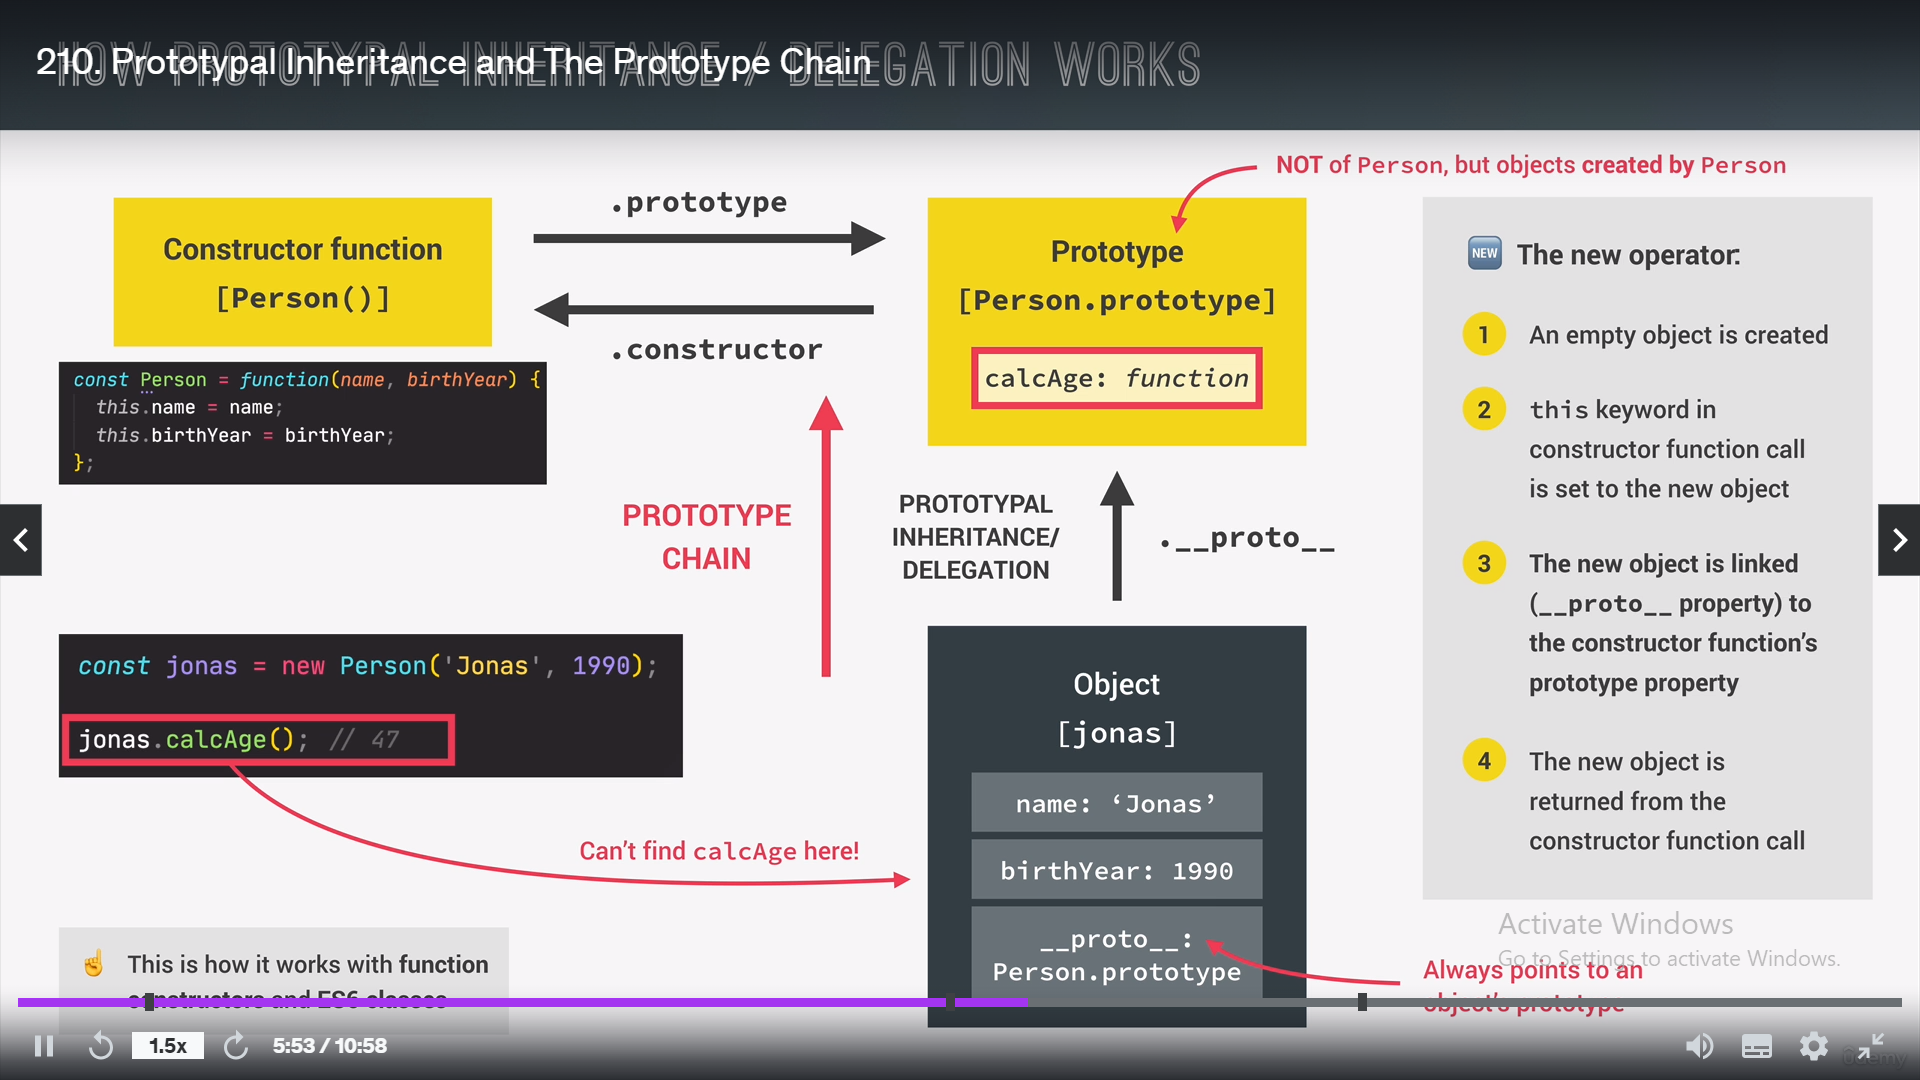 HOW PROTOTYPAL INHERITANCE / DELEGATION WORKS
210. Prototypal Inheritance and The Prototype Chain
NOT of Person, but objects created by Person
Constructor function
[Person()]
.prototype
.constructor
Prototype
[Person.prototype]
calcAge: function
const Person = function(name, birthYear) {
this.name = name;
this.birthYear = birthYear;
};
PROTOTYPE
CHAIN
PROTOTYPAL
INHERITANCE/
DELEGATION
.__proto__
const jonas = new Person('Jonas', 1990);
jonas.calcAge(); // 47
Can’t find calcAge here!
Object
[jonas]
name: ‘Jonas’
birthYear: 1990
__proto__:
Person.prototype
Always points to an
object’s prototype
NEW The new operator:
1 An empty object is created
2 this keyword in
constructor function call
is set to the new object
3 The new object is linked
(__proto__ property) to
the constructor function’s
prototype property
4 The new object is
returned from the
constructor function call
This is how it works with function
constructors and ES6 classes
Activate Windows
Go to Settings to activate Windows.
1.5x
5:53 / 10:58
Udemy